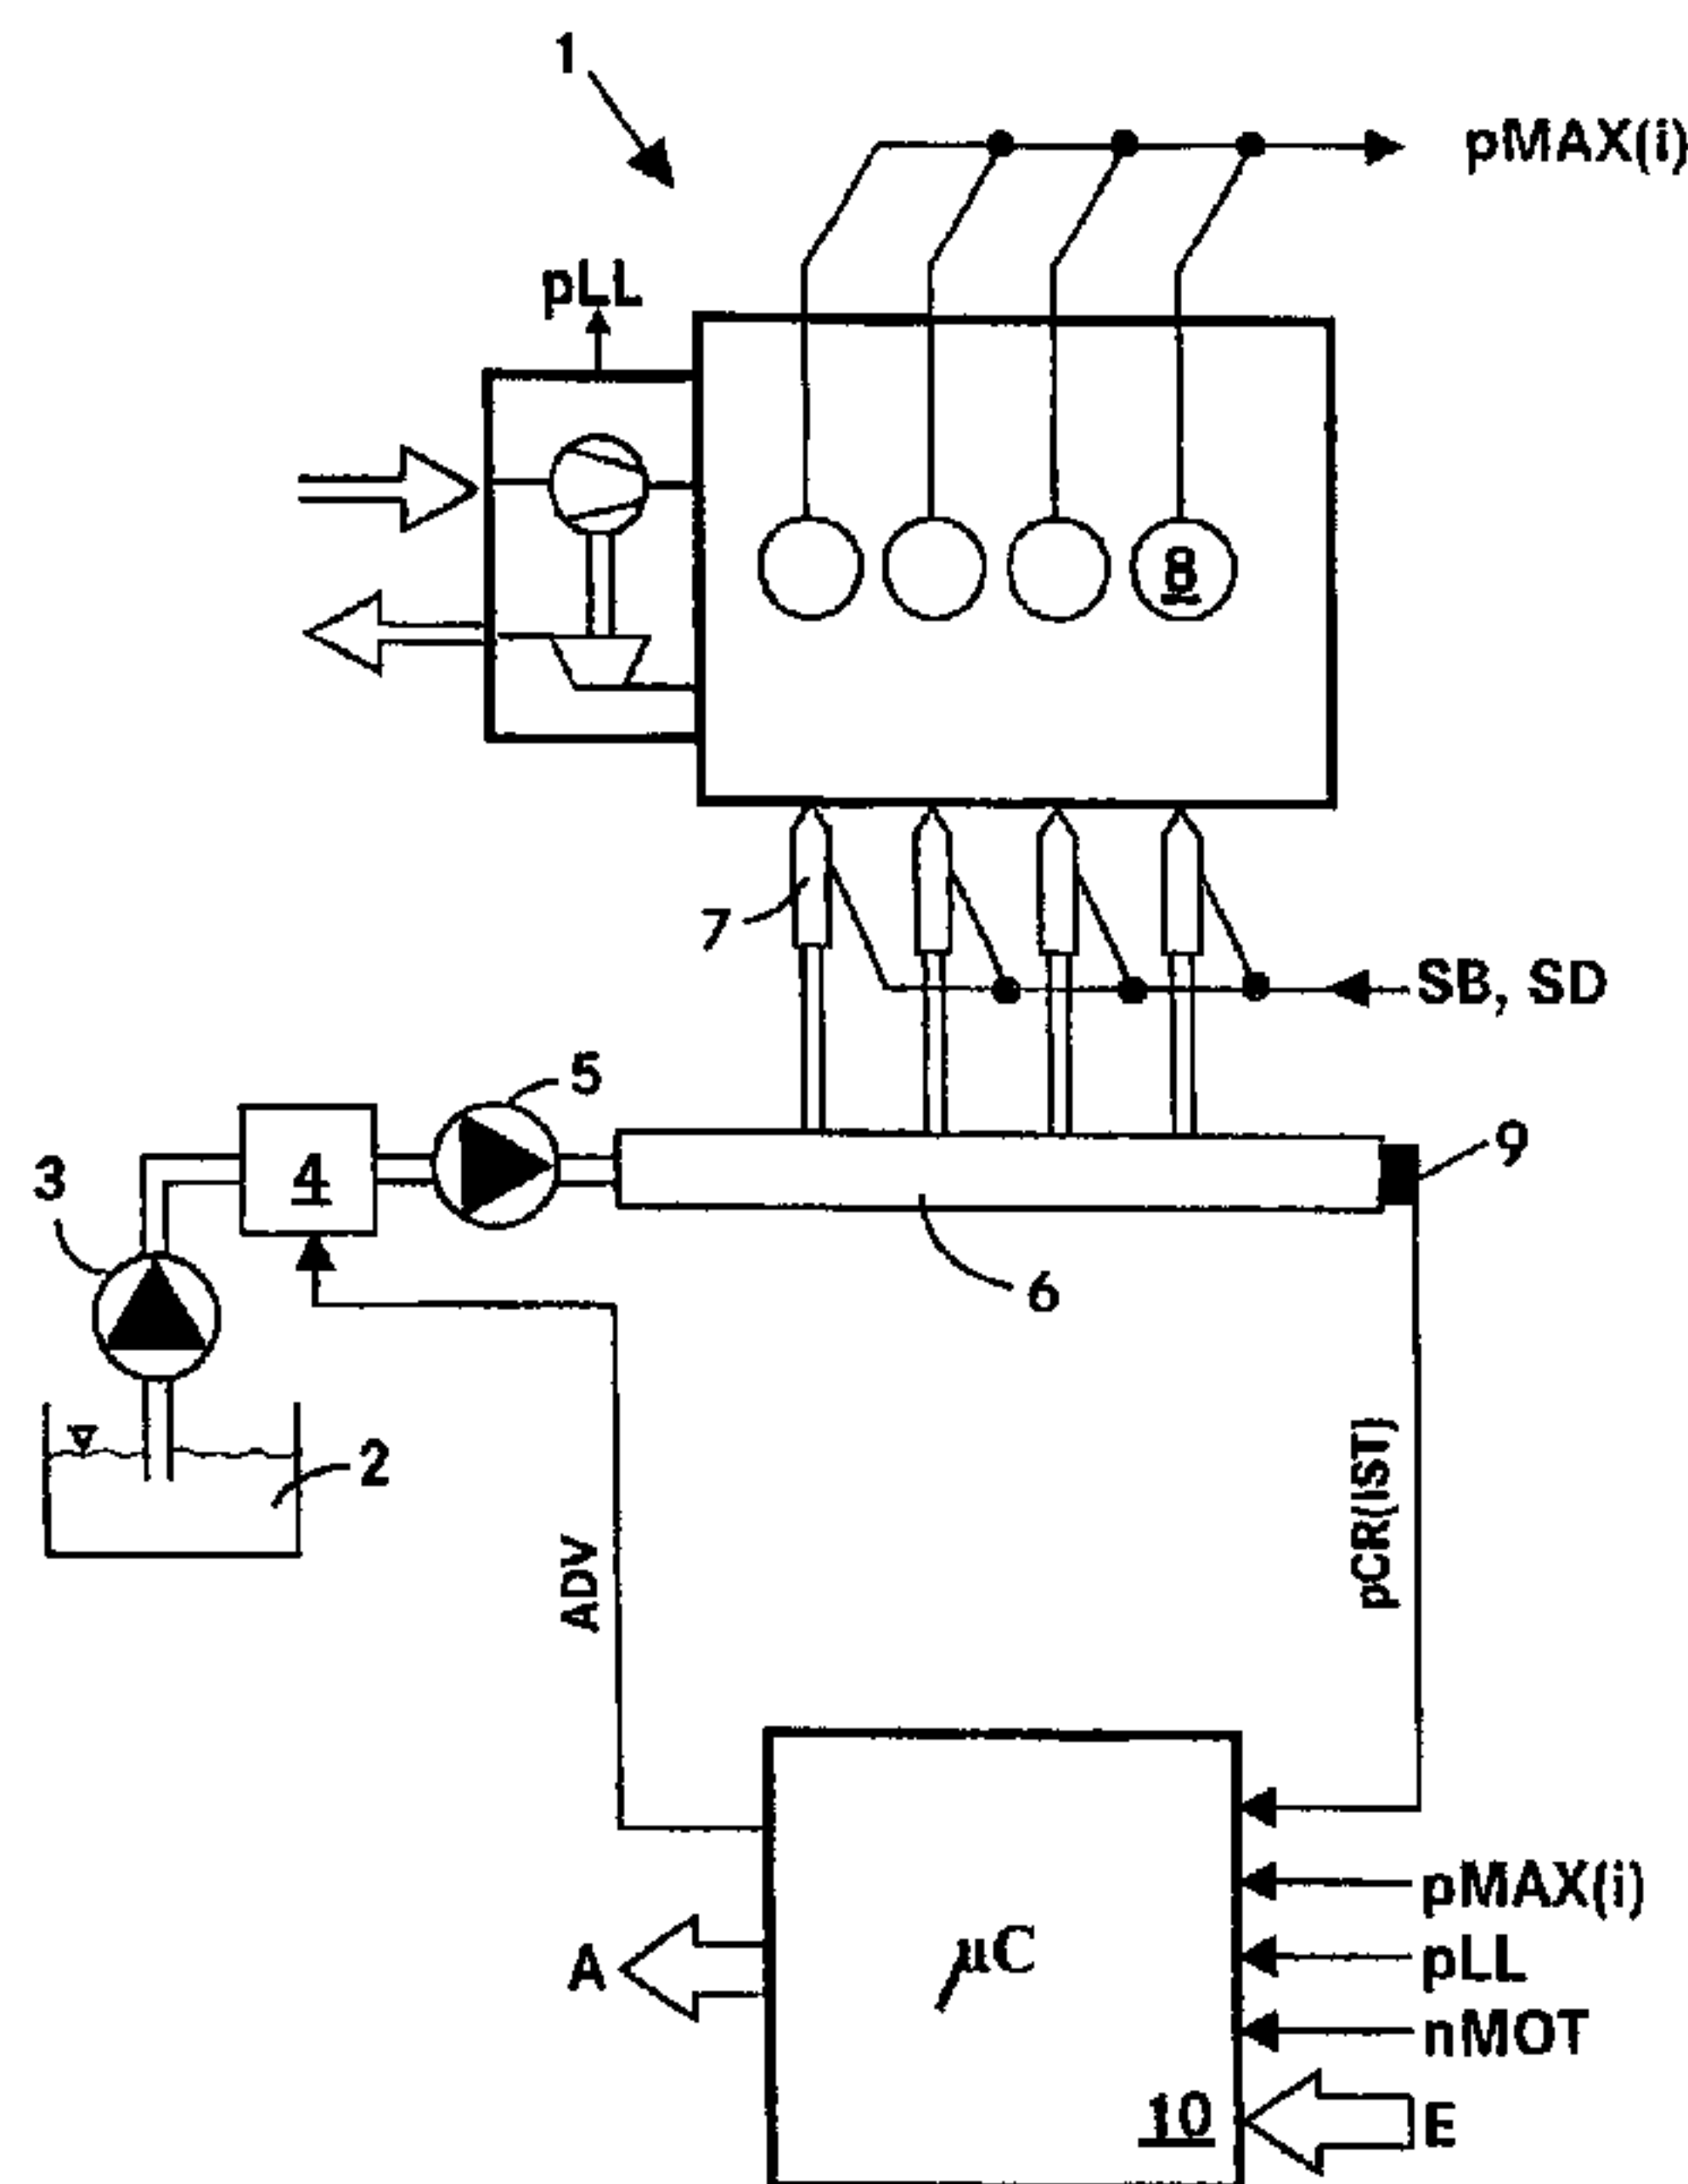 1
pMAX(i)
pLL
8
7
SB, SD
5
3
4
9
6
2
ADV
pCR(IST)
pMAX(i)
A
µC
pLL
nMOT
10
E